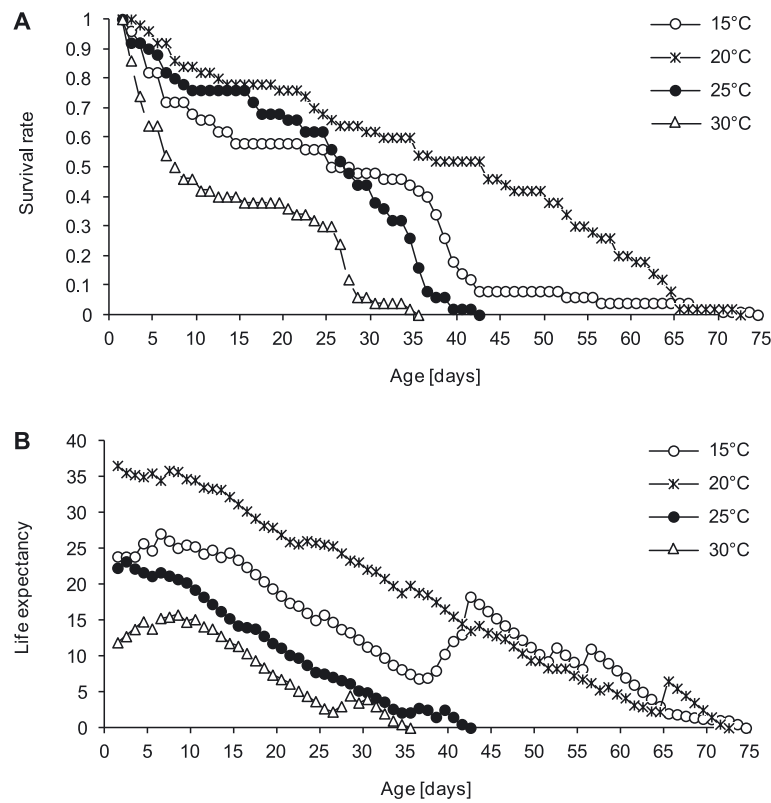 A
1
0.9
0.8
0.7
0.6
0.5
0.4
0.3
0.2
0.1
0
Survival rate
15°C
20°C
25°C
30°C
0 5 10 15 20 25 30 35 40 45 50 55 60 65 70 75
Age [days]
B
40
35
30
25
20
15
10
5
0
Life expectancy
15°C
20°C
25°C
30°C
0 5 10 15 20 25 30 35 40 45 50 55 60 65 70 75
Age [days]